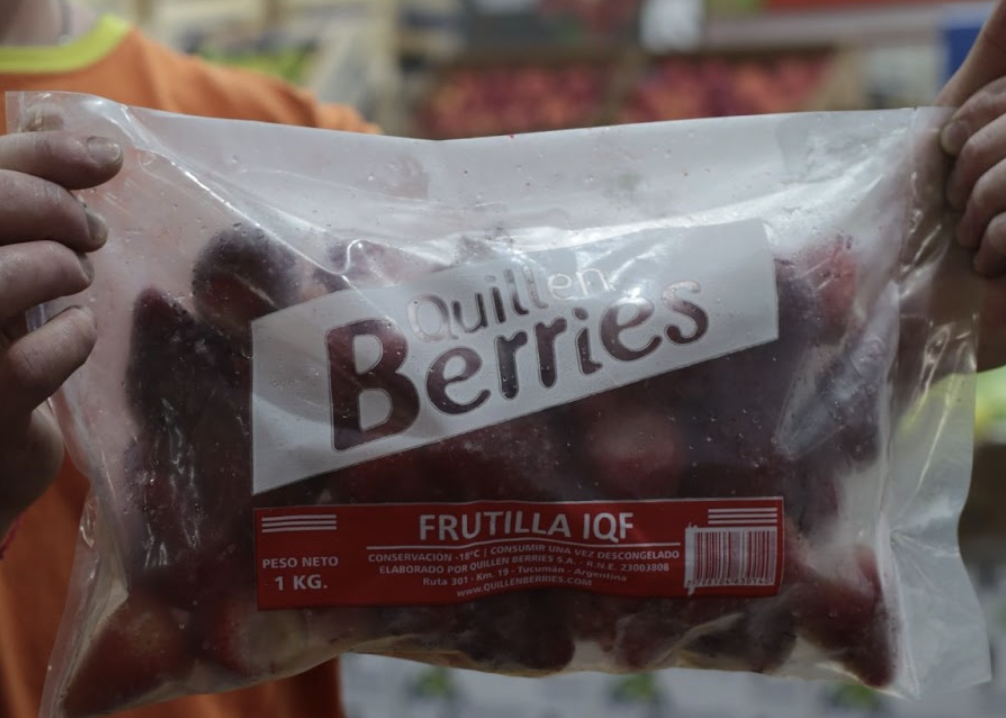 Quillen
Berries
FRUTILLA IQF
PESO NETO
1 KG.
CONSERVACIÓN -18°C | CONSUMIR UNA VEZ DESCONGELADO
ELABORADO POR QUILLEN BERRIES S.A. - R.N.E. 23003808
Ruta 301 - Km. 19 - Tucumán - Argentina
www.QUILLENBERRIES.COM